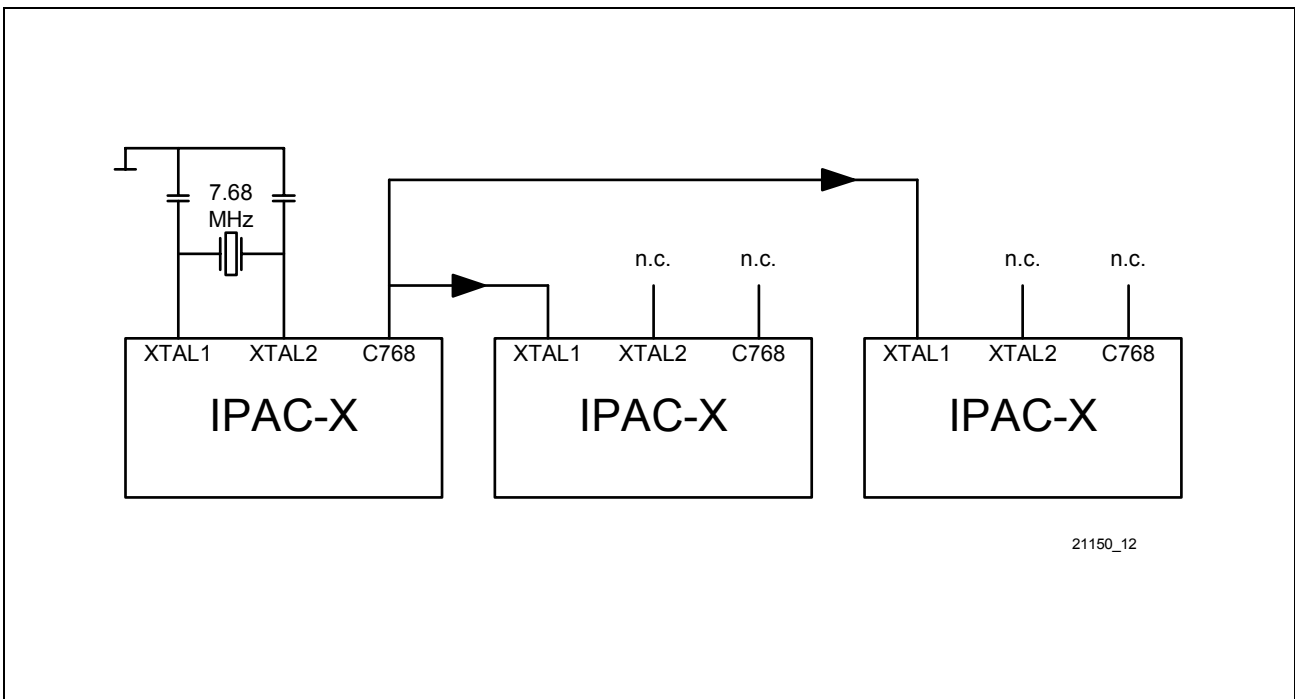 7.68
MHz
n.c. n.c. n.c. n.c.
XTAL1 XTAL2 C768 XTAL1 XTAL2 C768 XTAL1 XTAL2 C768
IPAC-X IPAC-X IPAC-X
21150_12